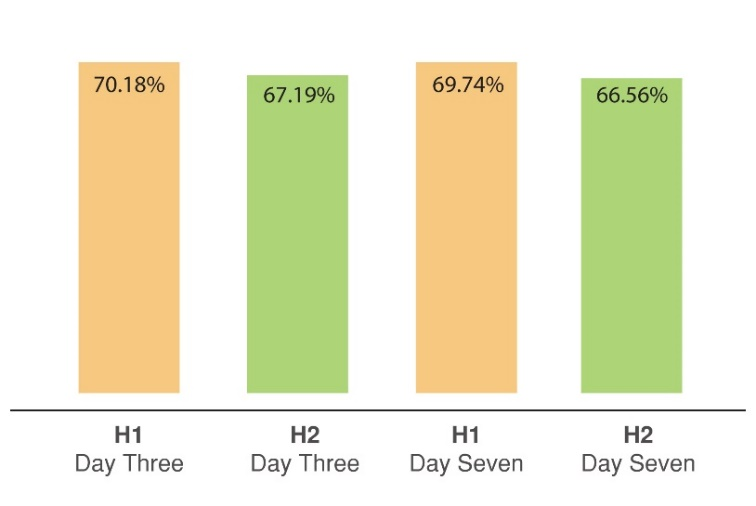 70.18%
67.19%
69.74%
66.56%
H1
Day Three
H2
Day Three
H1
Day Seven
H2
Day Seven